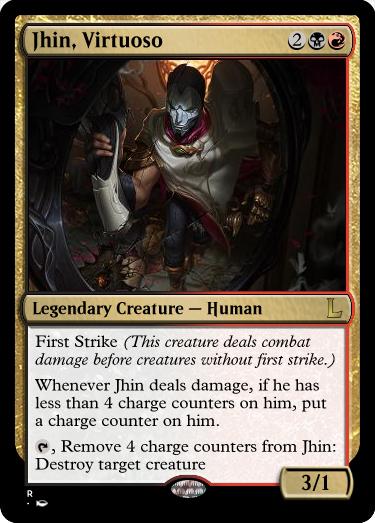 Jhin, Virtuoso 2
Legendary Creature — Human L
First Strike (This creature deals combat
damage before creatures without first strike.)
Whenever Jhin deals damage, if he has
less than 4 charge counters on him, put
a charge counter on him.
, Remove 4 charge counters from Jhin:
Destroy target creature
3/1
R